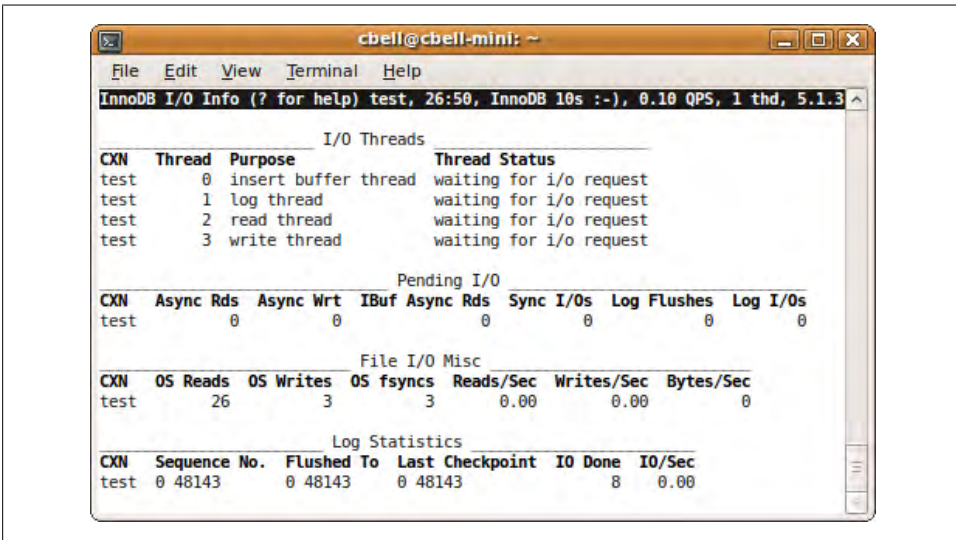 cbell@cbell-mini: ~
File Edit View Terminal Help
InnoDB I/O Info (? for help) test, 26:50, InnoDB 10s :-), 0.10 QPS, 1 thd, 5.1.3
I/O Threads
CXN Thread Purpose Thread Status
test 0 insert buffer thread waiting for i/o request
test 1 log thread waiting for i/o request
test 2 read thread waiting for i/o request
test 3 write thread waiting for i/o request
Pending I/O
CXN Async Rds Async Wrt IBuf Async Rds Sync I/Os Log Flushes Log I/Os
test 0 0 0 0 0 0
File I/O Misc
CXN OS Reads OS Writes OS fsyncs Reads/Sec Writes/Sec Bytes/Sec
test 26 3 3 0.00 0.00 0
Log Statistics
CXN Sequence No. Flushed To Last Checkpoint IO Done IO/Sec
test 0 48143 0 48143 0 48143 8 0.00